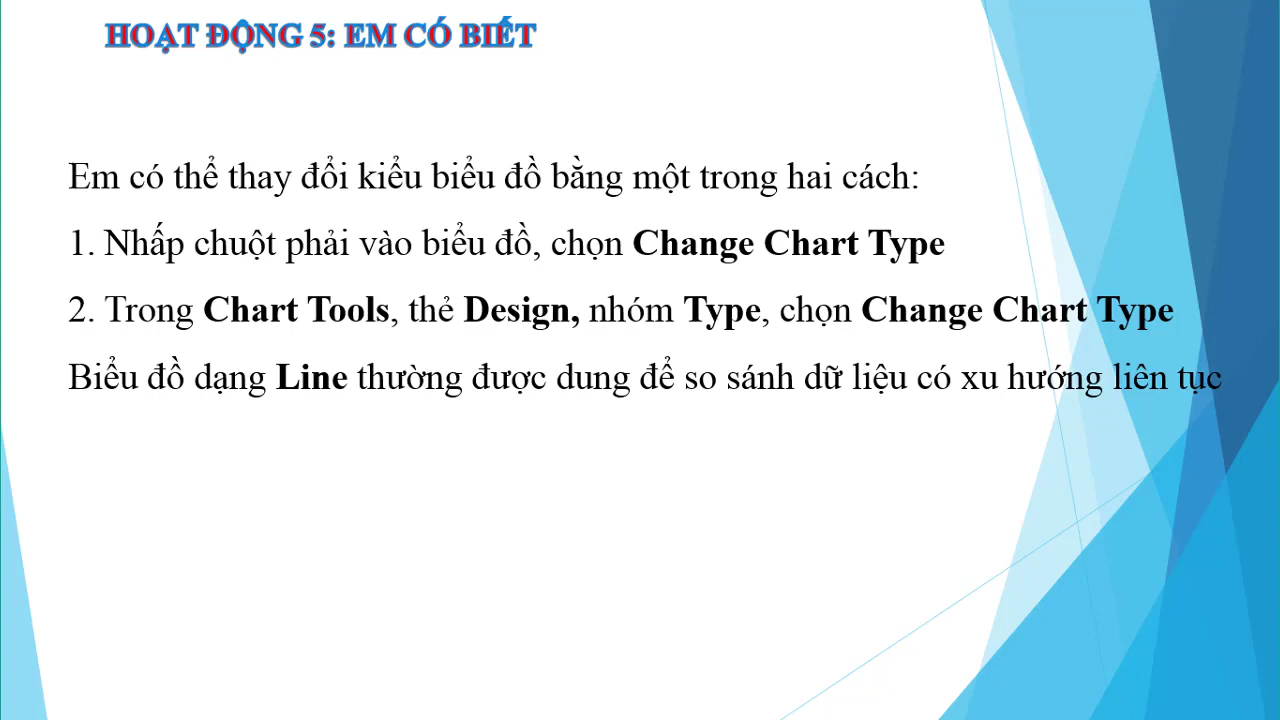 HOẠT ĐỘNG 5: EM CÓ BIẾT
Em có thể thay đổi kiểu biểu đồ bằng một trong hai cách:
1. Nhấp chuột phải vào biểu đồ, chọn Change Chart Type
2. Trong Chart Tools, thẻ Design, nhóm Type, chọn Change Chart Type
Biểu đồ dạng Line thường được dung để so sánh dữ liệu có xu hướng liên tục